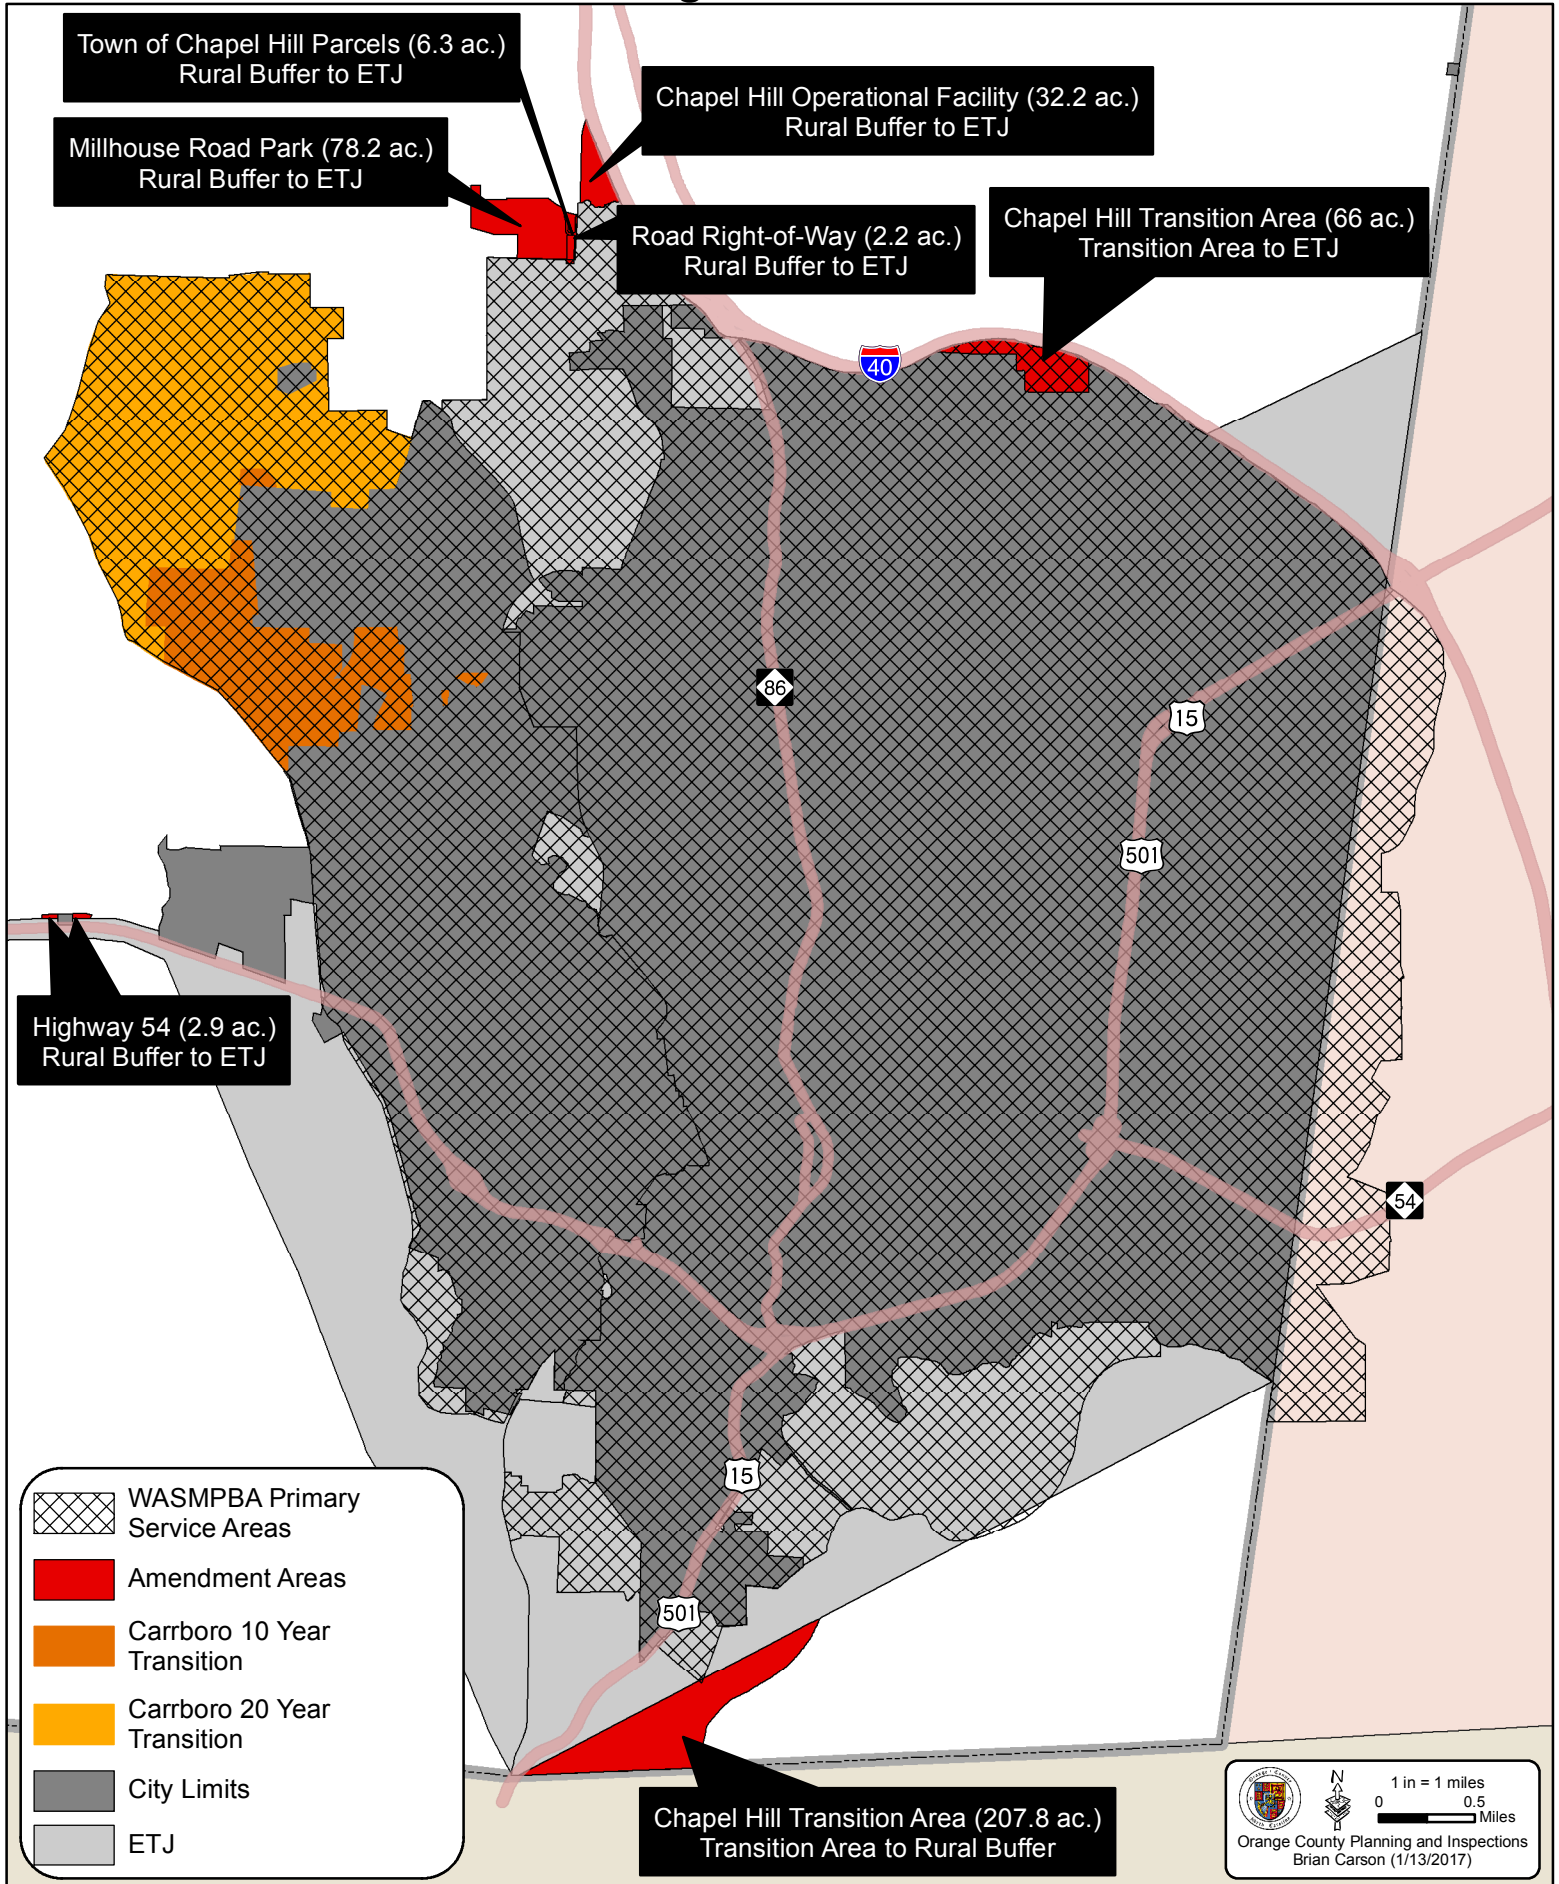 Town of Chapel Hill Parcels (6.3 ac.)
Rural Buffer to ETJ
Chapel Hill Operational Facility (32.2 ac.)
Rural Buffer to ETJ
Millhouse Road Park (78.2 ac.)
Rural Buffer to ETJ
Road Right-of-Way (2.2 ac.)
Rural Buffer to ETJ
Chapel Hill Transition Area (66 ac.)
Transition Area to ETJ
40
86
15
501
Highway 54 (2.9 ac.)
Rural Buffer to ETJ
54
15
501
WASMPBA Primary
Service Areas
Amendment Areas
Carrboro 10 Year
Transition
Carrboro 20 Year
Transition
City Limits
ETJ
Chapel Hill Transition Area (207.8 ac.)
Transition Area to Rural Buffer
N
1 in = 1 miles
0 0.5
Miles
Orange County Planning and Inspections
Brian Carson (1/13/2017)